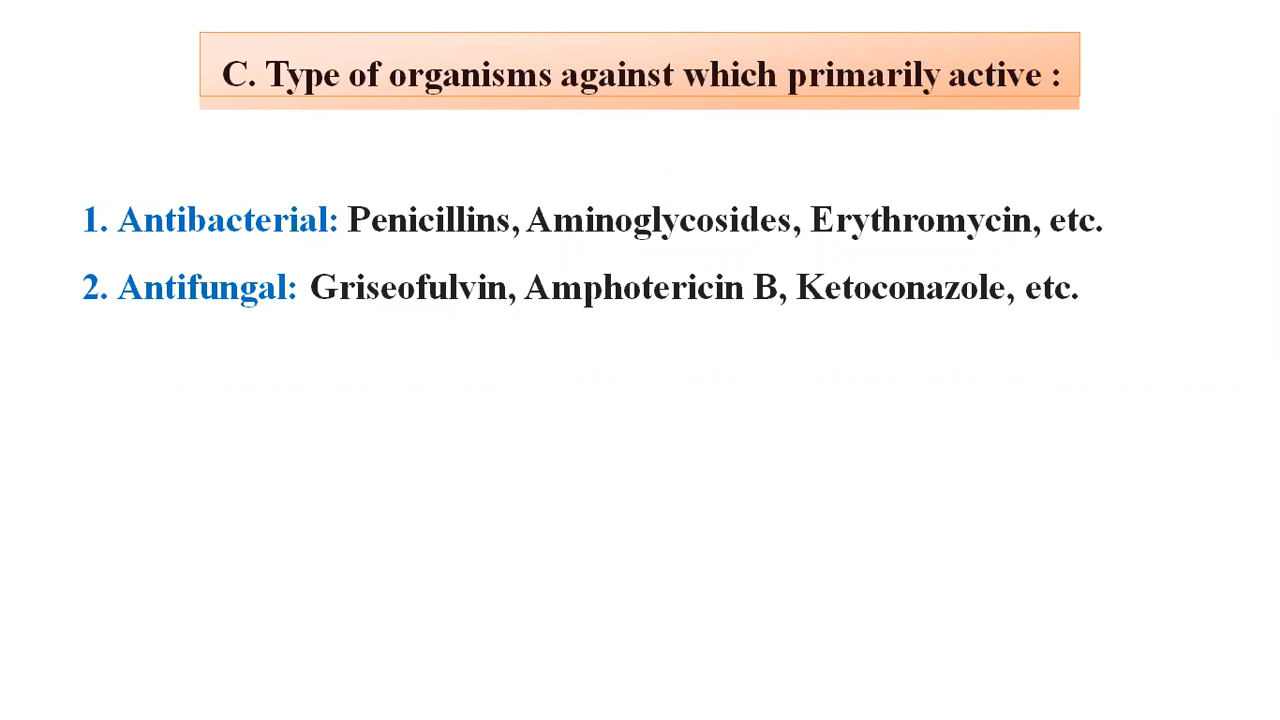 C. Type of organisms against which primarily active :
1. Antibacterial: Penicillins, Aminoglycosides, Erythromycin, etc.
2. Antifungal: Griseofulvin, Amphotericin B, Ketoconazole, etc.